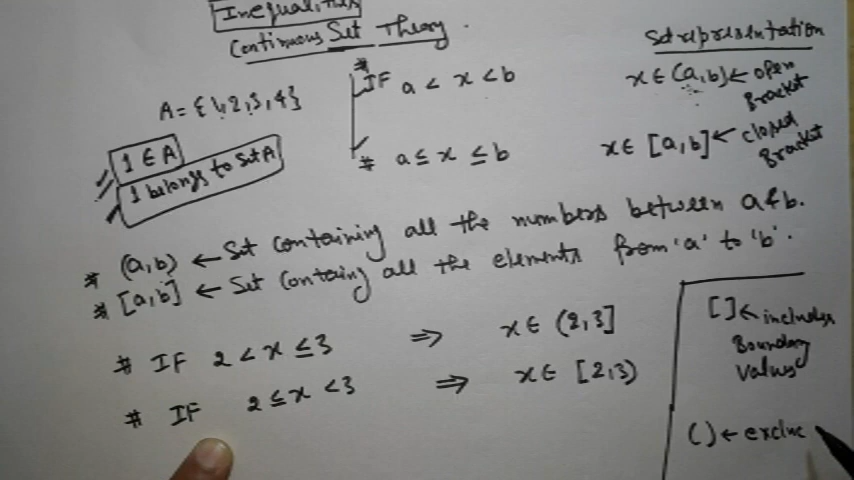 Inequalities
Continuous Set Theory.
Set representation
A = {1, 2, 3, 4}
1 ∈ A
1 belongs to Set A
* IF a < x < b
x ∈ (a, b) ← open Bracket
# a ≤ x ≤ b
x ∈ [a, b] ← closed Bracket
* (a, b) ← Set containing all the numbers between a & b.
* [a, b] ← Set Containg all the elements from 'a' to 'b'.
# IF 2 < x ≤ 3 ⇒ x ∈ (2, 3]
# IF 2 ≤ x < 3 ⇒ x ∈ [2, 3)
[ ] ← includes
Boundary
values
( ) ← exclu